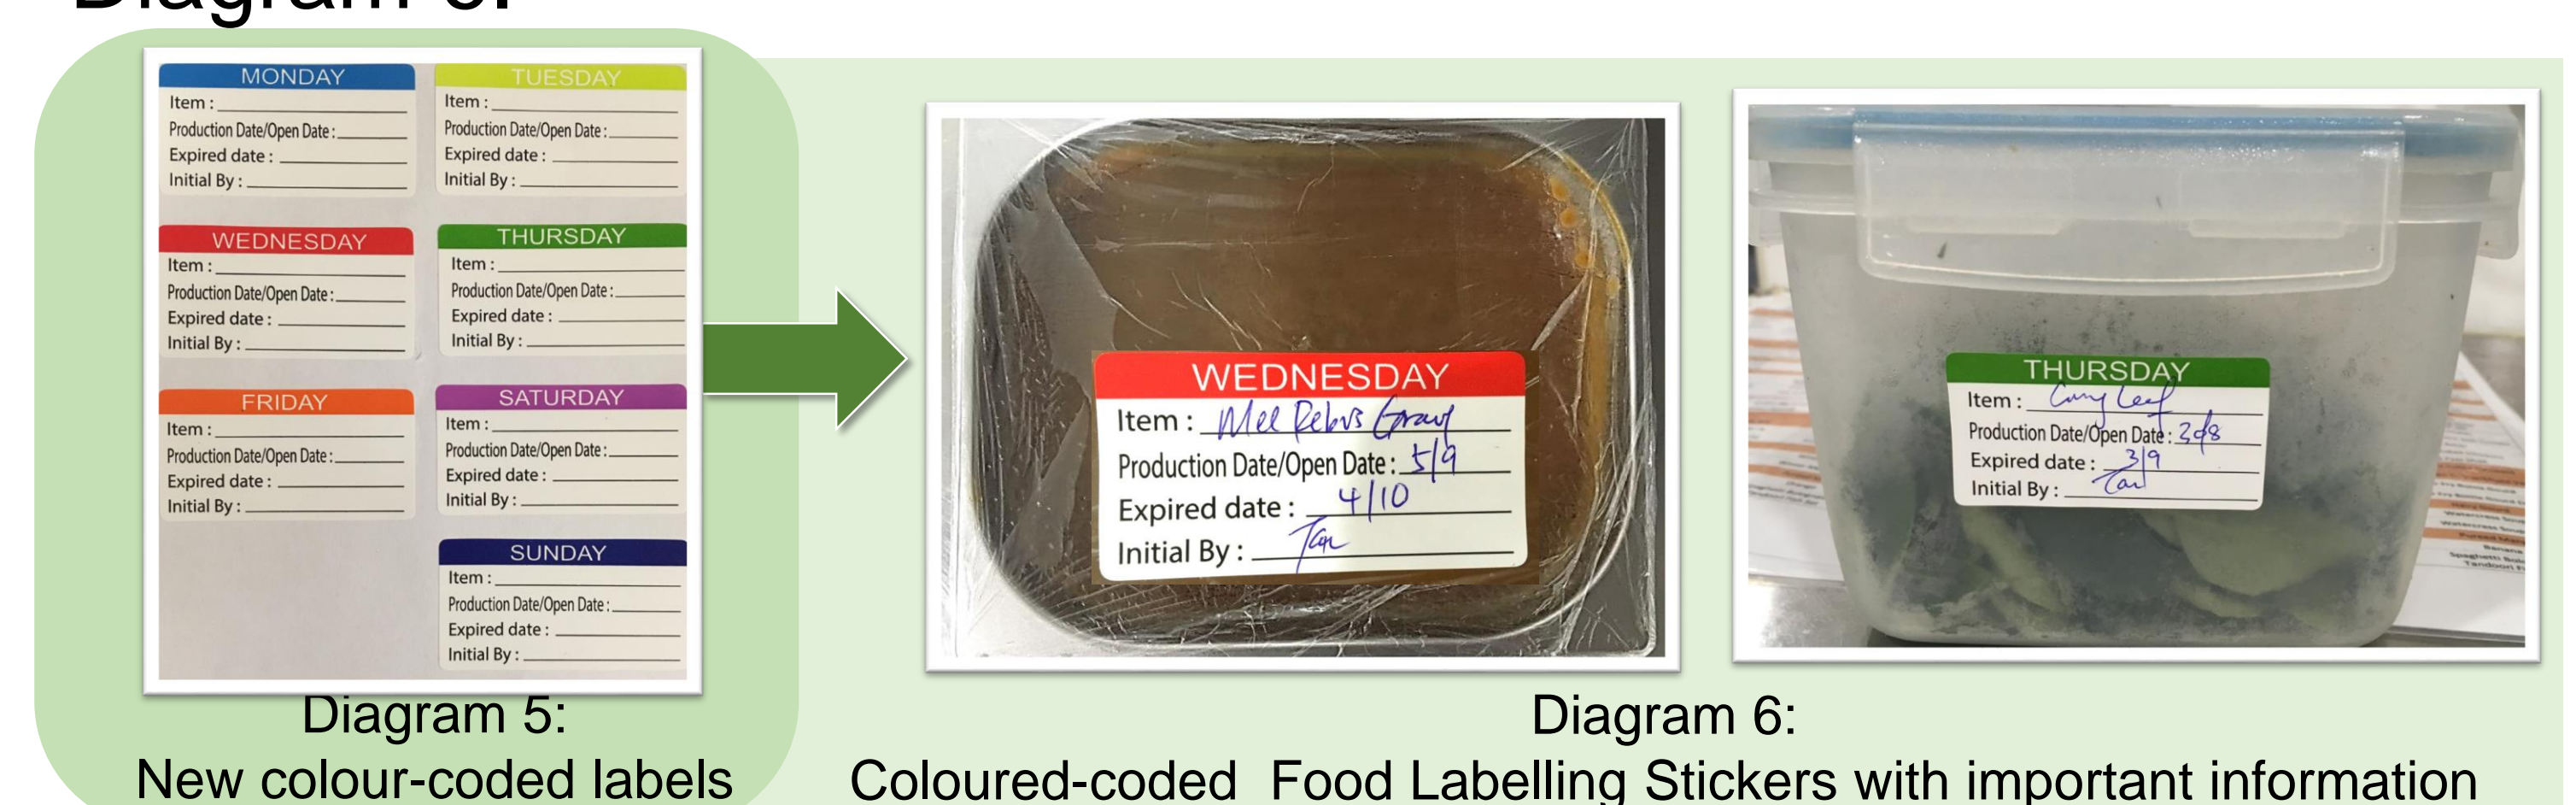 Diagram 6.
MONDAY
Item :
Production Date/Open Date :
Expired date :
Initial By :
TUESDAY
Item :
Production Date/Open Date :
Expired date :
Initial By :
WEDNESDAY
Item :
Production Date/Open Date :
Expired date :
Initial By :
THURSDAY
Item :
Production Date/Open Date :
Expired date :
Initial By :
FRIDAY
Item :
Production Date/Open Date :
Expired date :
Initial By :
SATURDAY
Item :
Production Date/Open Date :
Expired date :
Initial By :
SUNDAY
Item :
Production Date/Open Date :
Expired date :
Initial By :
Diagram 5:
New colour-coded labels
WEDNESDAY
Item : Mee Rebus Gravy
Production Date/Open Date : 5/9
Expired date : 4/10
Initial By : Tan
THURSDAY
Item : Curry Leaf
Production Date/Open Date :
Expired date : 3/9
Initial By : Tan
Diagram 6:
Coloured-coded Food Labelling Stickers with important information